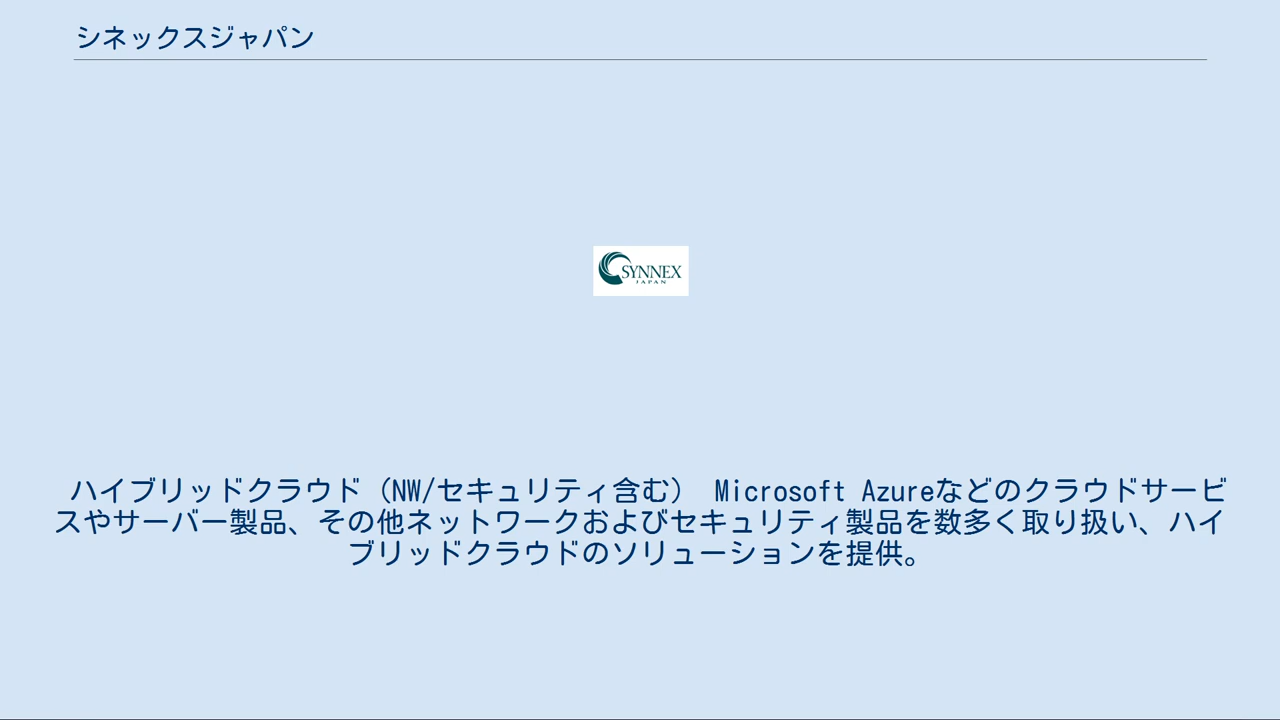 シネックスジャパン
SYNNEX
JAPAN
ハイブリッドクラウド（NW/セキュリティ含む） Microsoft Azureなどのクラウドサービ
スやサーバー製品、その他ネットワークおよびセキュリティ製品を数多く取り扱い、ハイ
ブリッドクラウドのソリューションを提供。